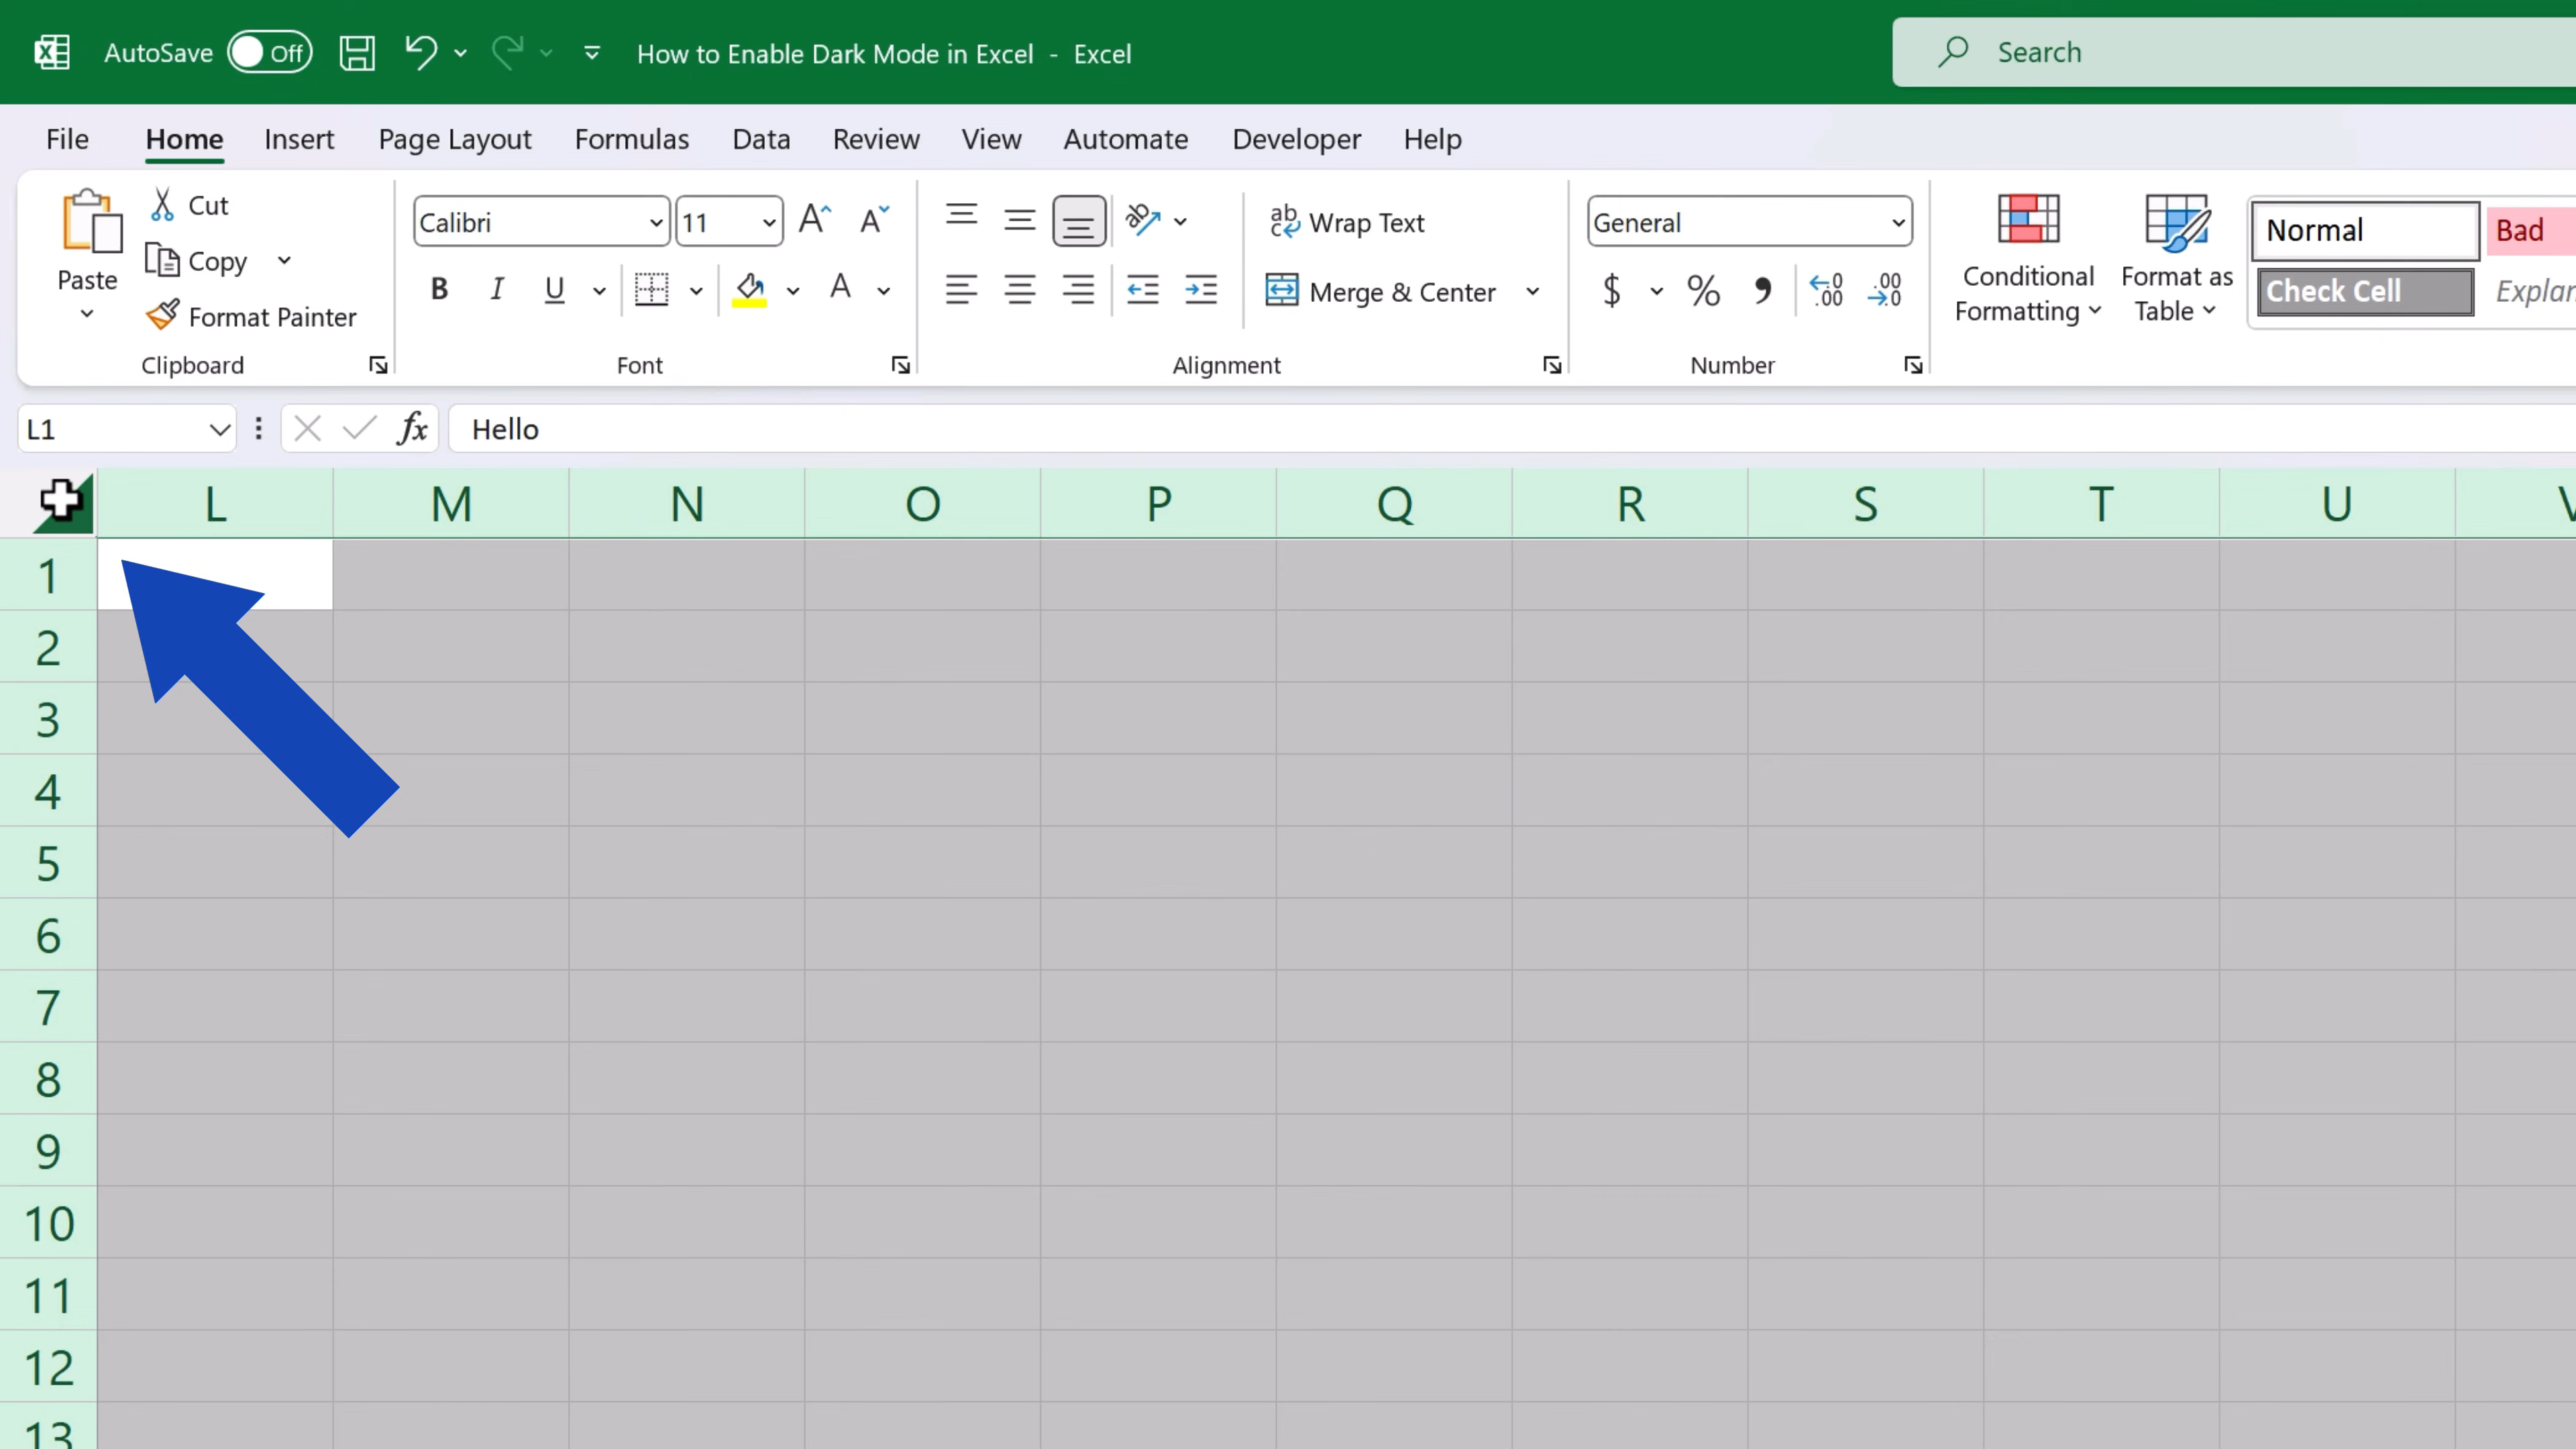 AutoSave Off How to Enable Dark Mode in Excel - Excel Search
File Home Insert Page Layout Formulas Data Review View Automate Developer Help
Paste
Cut
Copy
Format Painter
Clipboard
Calibri 11
B I U A
Font
ab Wrap Text
Merge & Center
Alignment
General
$ %
Number
Conditional
Formatting
Format as
Table
Normal Bad
Check Cell Explan
L1 fx Hello
L M N O P Q R S T U V
1
2
3
4
5
6
7
8
9
10
11
12
13